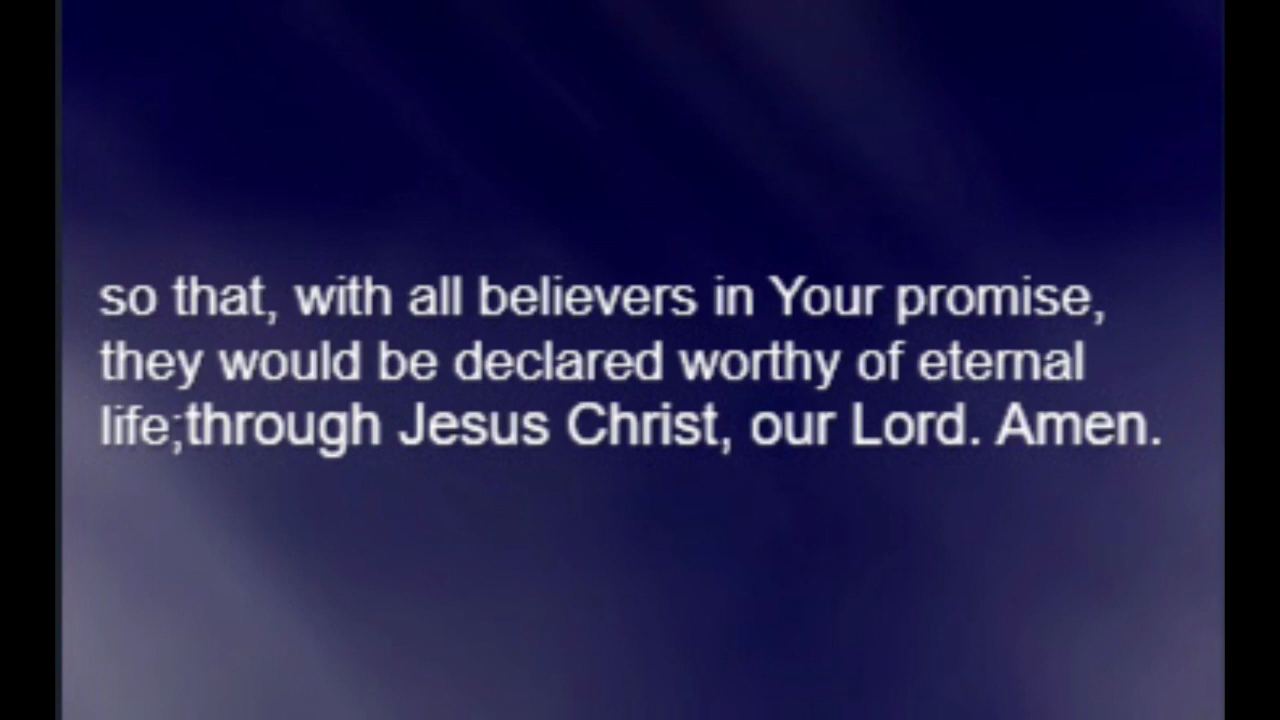 so that, with all believers in Your promise,
they would be declared worthy of eternal
life;through Jesus Christ, our Lord. Amen.